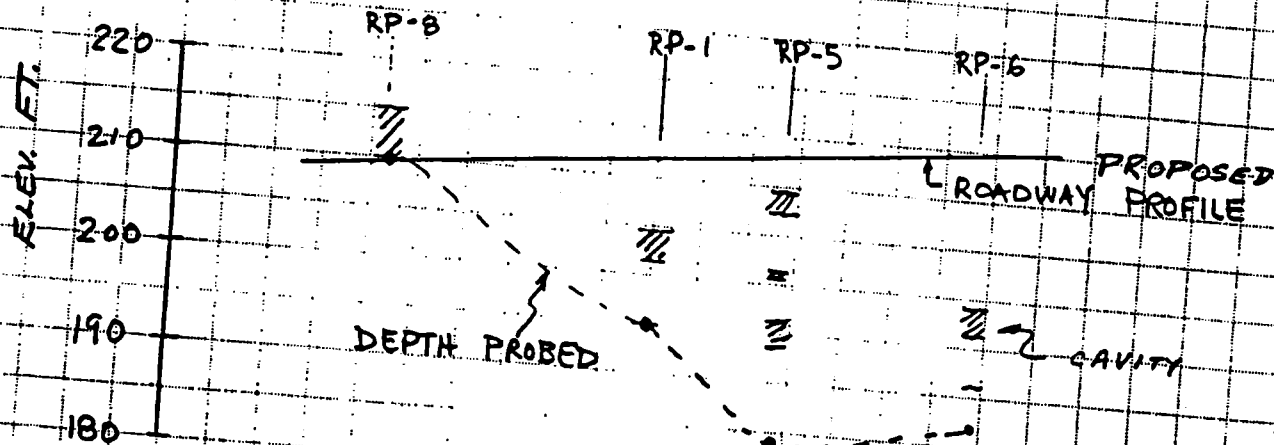 RP-8
RP-1
RP-5
RP-6
ELEV. FT.
220
210
200
190
180
ROADWAY
PROPOSED
PROFILE
DEPTH PROBED
CAVITY